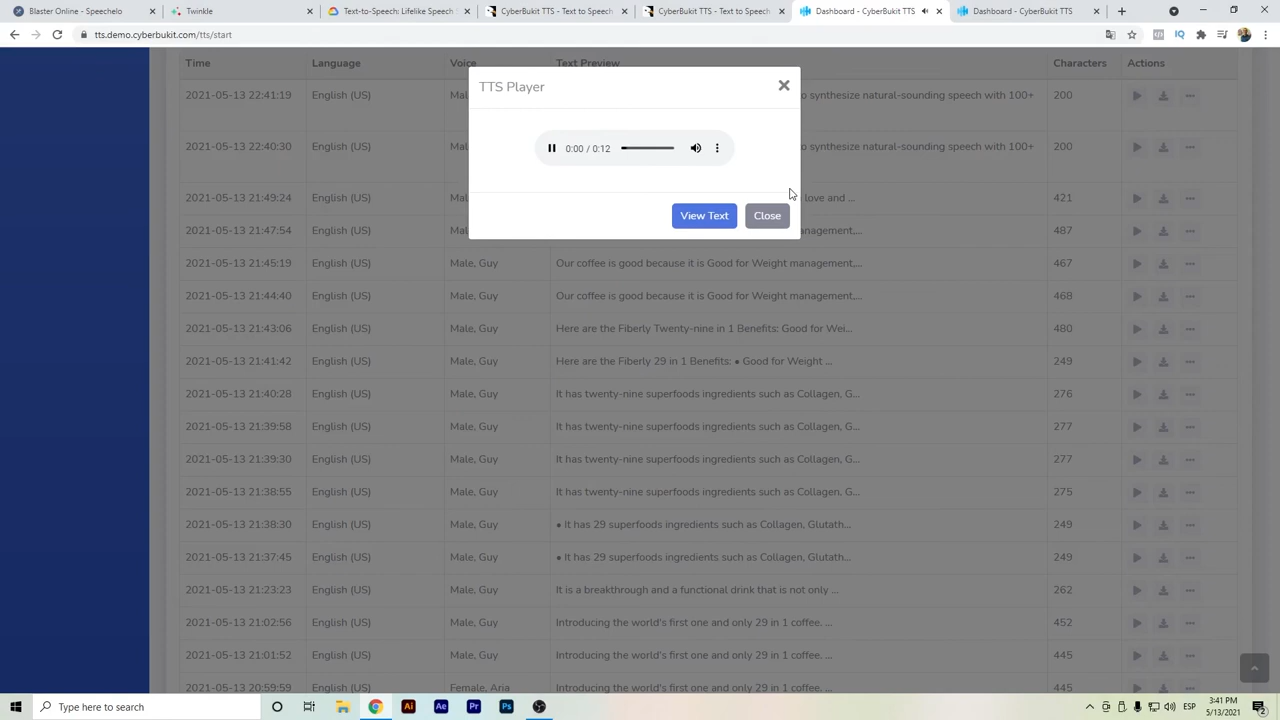 Blaster Online - Speechelo
Twinkle
Text-to-Speech: Lifelike Speech
CyberBukit TTS - Text to Speech
CyberBukit TTS - Text to Speech
Dashboard - CyberBukit TTS
Dashboard - CyberBukit TTS
tts.demo.cyberbukit.com/tts/start
Time Language Voice Text Preview Characters Actions
TTS Player
2021-05-13 22:41:19 English (US) o synthesize natural-sounding speech with 100+ 200
2021-05-13 22:40:30 English (US) o synthesize natural-sounding speech with 100+ 200
0:00 / 0:12
2021-05-13 21:49:24 English (US) love and ... 421
View Text Close
2021-05-13 21:47:54 English (US) anagement,... 487
2021-05-13 21:45:19 English (US) Male, Guy Our coffee is good because it is Good for Weight management,... 467
2021-05-13 21:44:40 English (US) Male, Guy Our coffee is good because it is Good for Weight management,... 468
2021-05-13 21:43:06 English (US) Male, Guy Here are the Fiberly Twenty-nine in 1 Benefits: Good for Wei... 480
2021-05-13 21:41:42 English (US) Male, Guy Here are the Fiberly 29 in 1 Benefits: • Good for Weight ... 249
2021-05-13 21:40:28 English (US) Male, Guy It has twenty-nine superfoods ingredients such as Collagen, G... 276
2021-05-13 21:39:58 English (US) Male, Guy It has twenty-nine superfoods ingredients such as Collagen, G... 277
2021-05-13 21:39:30 English (US) Male, Guy It has twenty-nine superfoods ingredients such as Collagen, G... 277
2021-05-13 21:38:55 English (US) Male, Guy It has twenty-nine superfoods ingredients such as Collagen, G... 275
2021-05-13 21:38:30 English (US) Male, Guy • It has 29 superfoods ingredients such as Collagen, Glutath... 249
2021-05-13 21:37:45 English (US) Male, Guy • It has 29 superfoods ingredients such as Collagen, Glutath... 249
2021-05-13 21:23:23 English (US) Male, Guy It is a breakthrough and a functional drink that is not only ... 262
2021-05-13 21:02:56 English (US) Male, Guy Introducing the world's first one and only 29 in 1 coffee. ... 452
2021-05-13 21:01:52 English (US) Male, Guy Introducing the world's first one and only 29 in 1 coffee. ... 445
2021-05-13 20:59:59 English (US) Female, Aria Introducing the world's first one and only 29 in 1 coffee. ... 445
Type here to search
Ai Ae Pr Ps
ESP
3:41 PM
5/13/2021
2